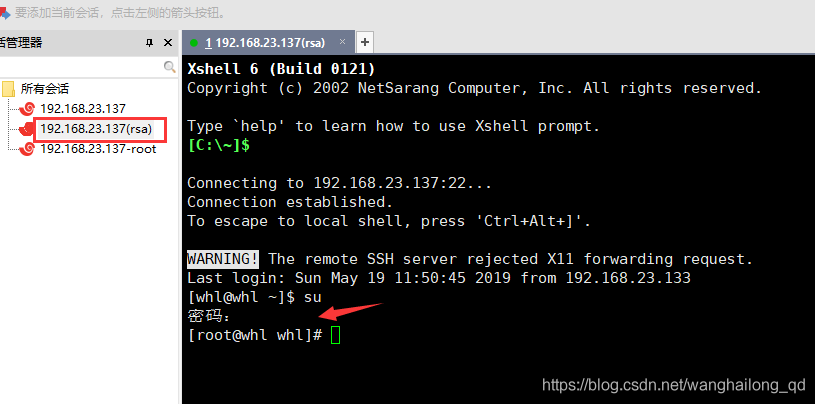 要添加当前会话，点击左侧的箭头按钮。
话管理器
所有会话
192.168.23.137
192.168.23.137(rsa)
192.168.23.137-root
1 192.168.23.137(rsa) × +
Xshell 6 (Build 0121)
Copyright (c) 2002 NetSarang Computer, Inc. All rights reserved.
Type `help' to learn how to use Xshell prompt.
[C:\~]$
Connecting to 192.168.23.137:22...
Connection established.
To escape to local shell, press 'Ctrl+Alt+]'.
WARNING! The remote SSH server rejected X11 forwarding request.
Last login: Sun May 19 11:50:45 2019 from 192.168.23.133
[whl@whl ~]$ su
密码：
[root@whl whl]#
https://blog.csdn.net/wanghailong_qd